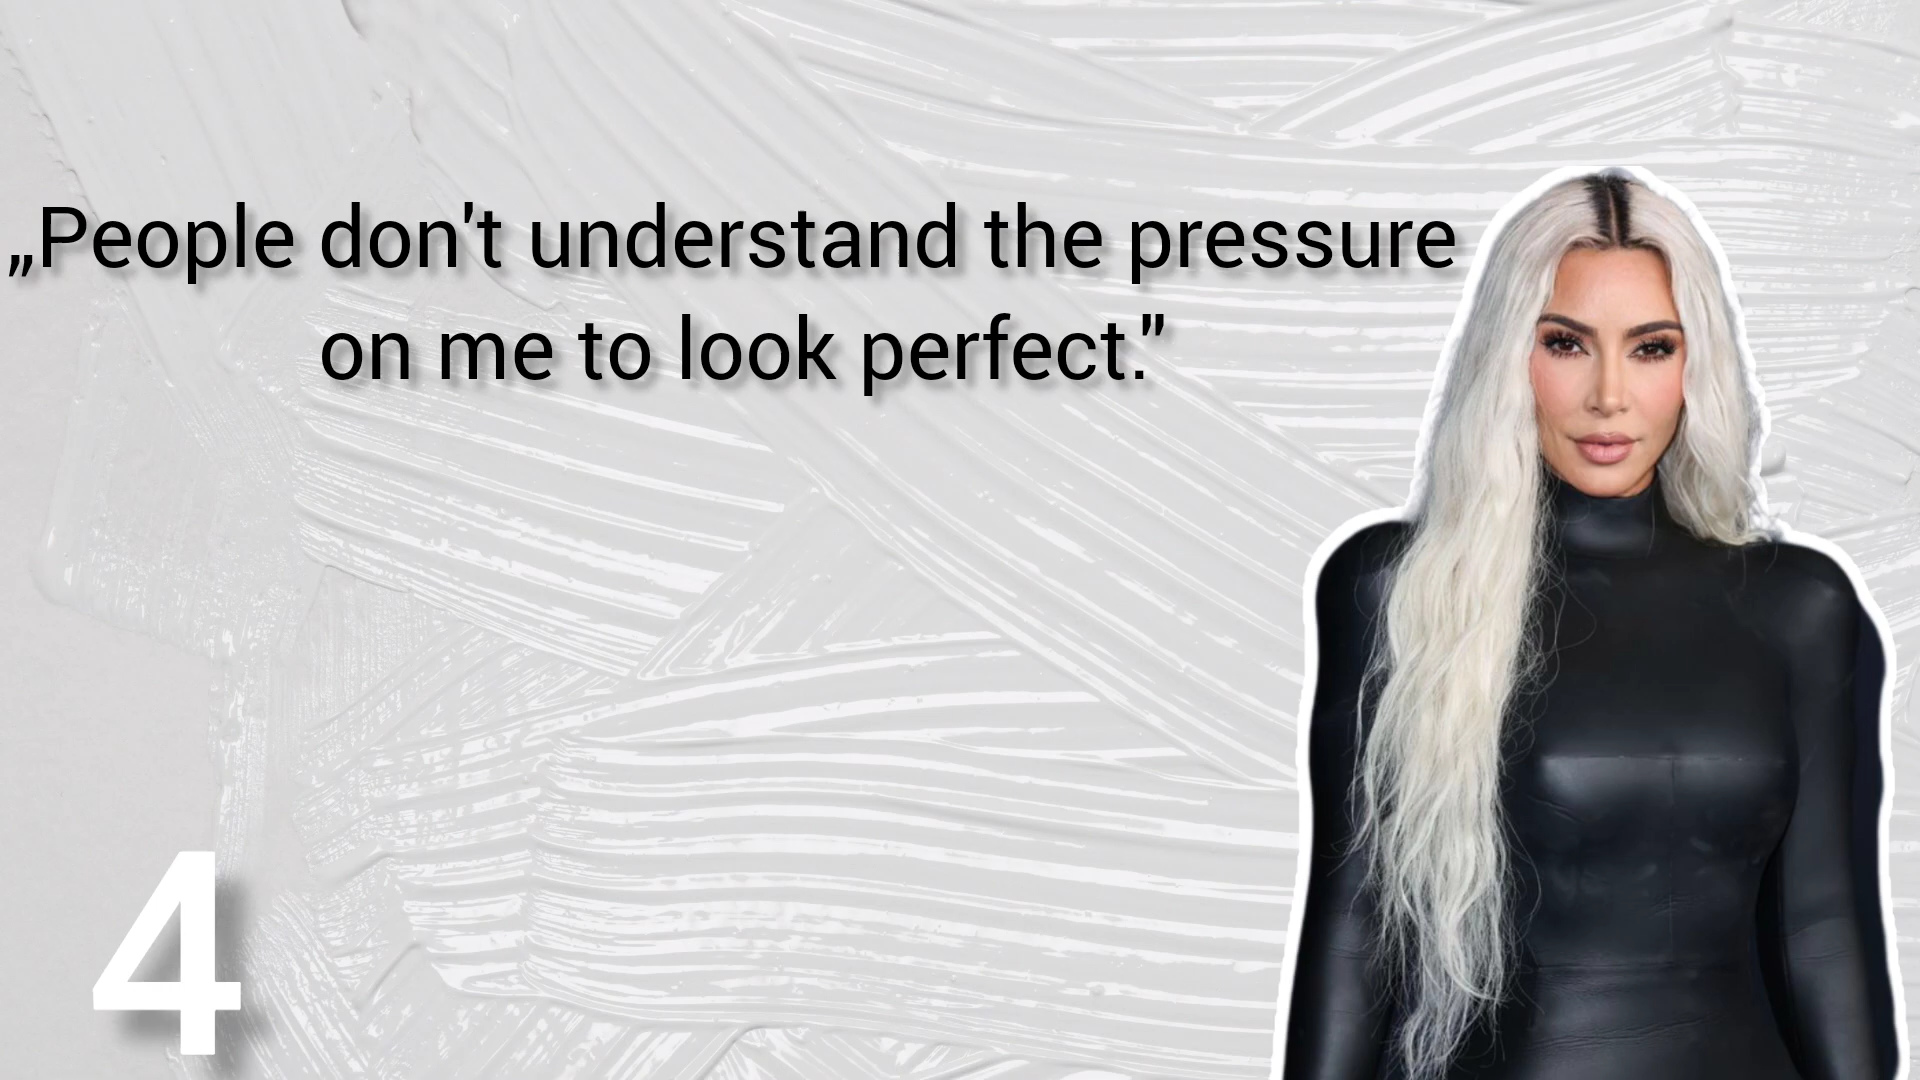 „People don't understand the pressure
on me to look perfect."
4